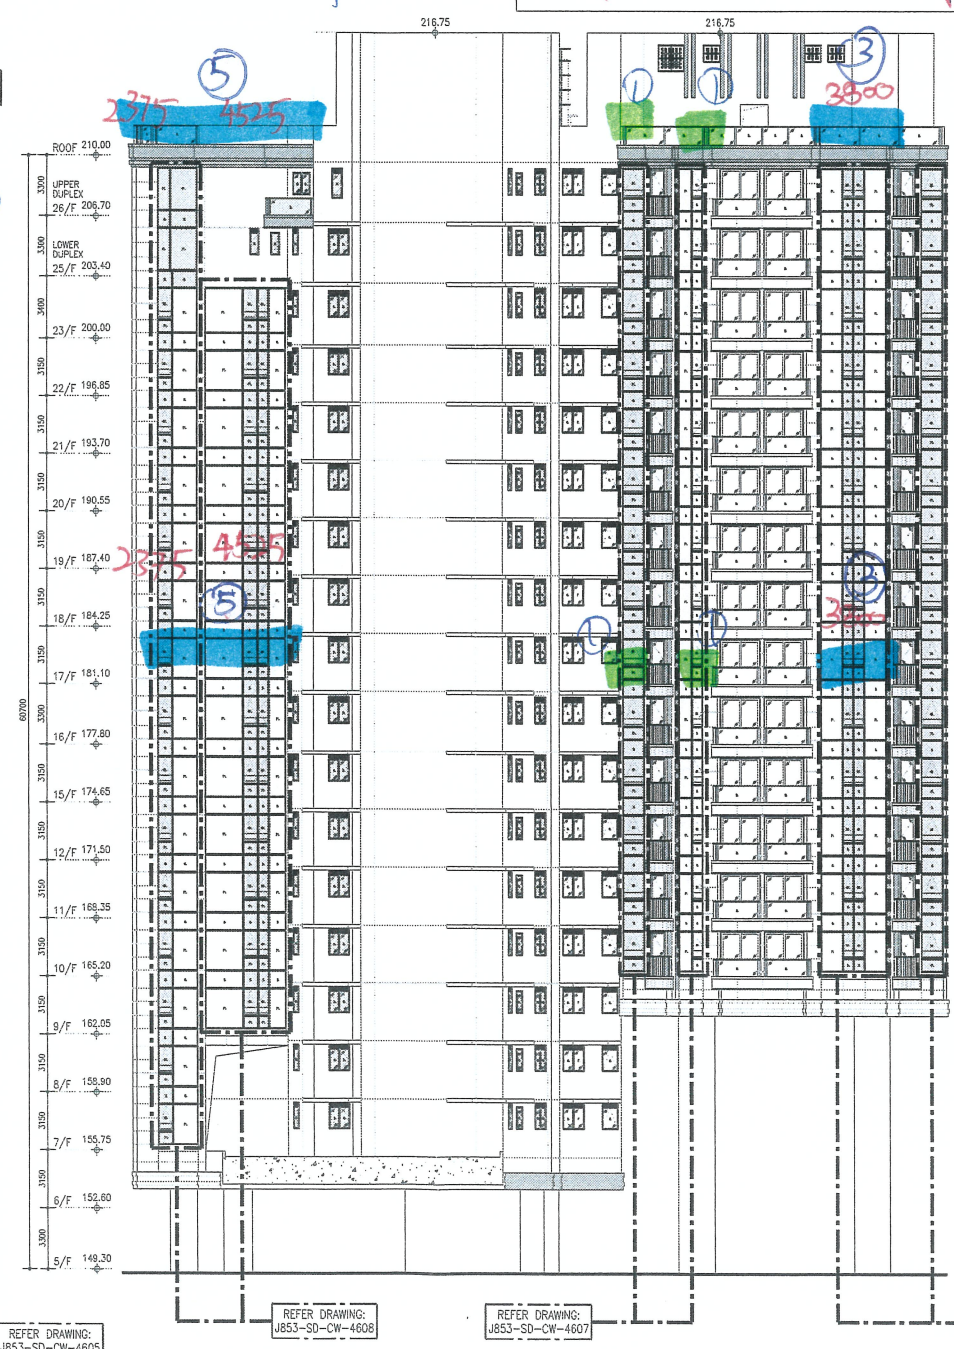 216.75
216.75
⑤
③
①
①
2375
4525
3800
ROOF 210.00
3300
UPPER
DUPLEX
26/F 206.70
3300
LOWER
DUPLEX
25/F 203.40
3400
23/F 200.00
3150
22/F 196.85
3150
21/F 193.70
3150
20/F 190.55
3150
19/F 187.40
2375
4525
3150
③
⑤
3800
18/F 184.25
①
①
3150
17/F 181.10
60700
3300
16/F 177.80
3150
15/F 174.65
3150
12/F 171.50
3150
11/F 168.35
3150
10/F 165.20
3150
9/F 162.05
3150
8/F 158.90
3150
7/F 155.75
3150
6/F 152.60
3300
5/F 149.30
REFER DRAWING:
J853-SD-CW-4608
REFER DRAWING:
J853-SD-CW-4607
REFER DRAWING:
J853-SD-CW-4605